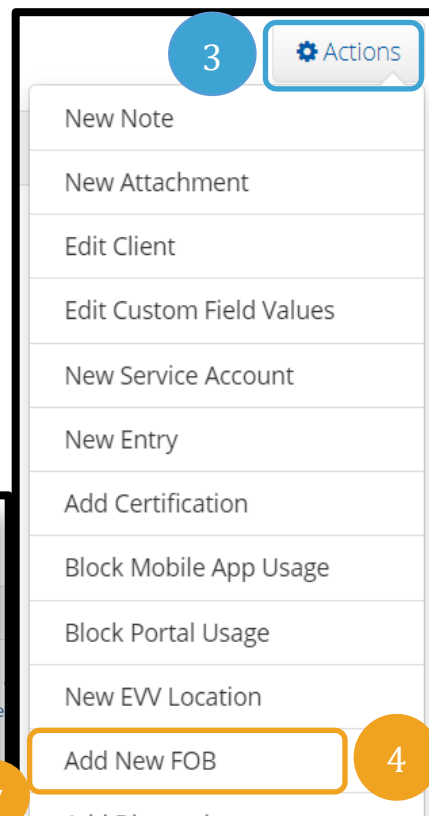 3
Actions
New Note
New Attachment
Edit Client
Edit Custom Field Values
New Service Account
New Entry
Add Certification
Block Mobile App Usage
Block Portal Usage
New EVV Location
Add New FOB
4